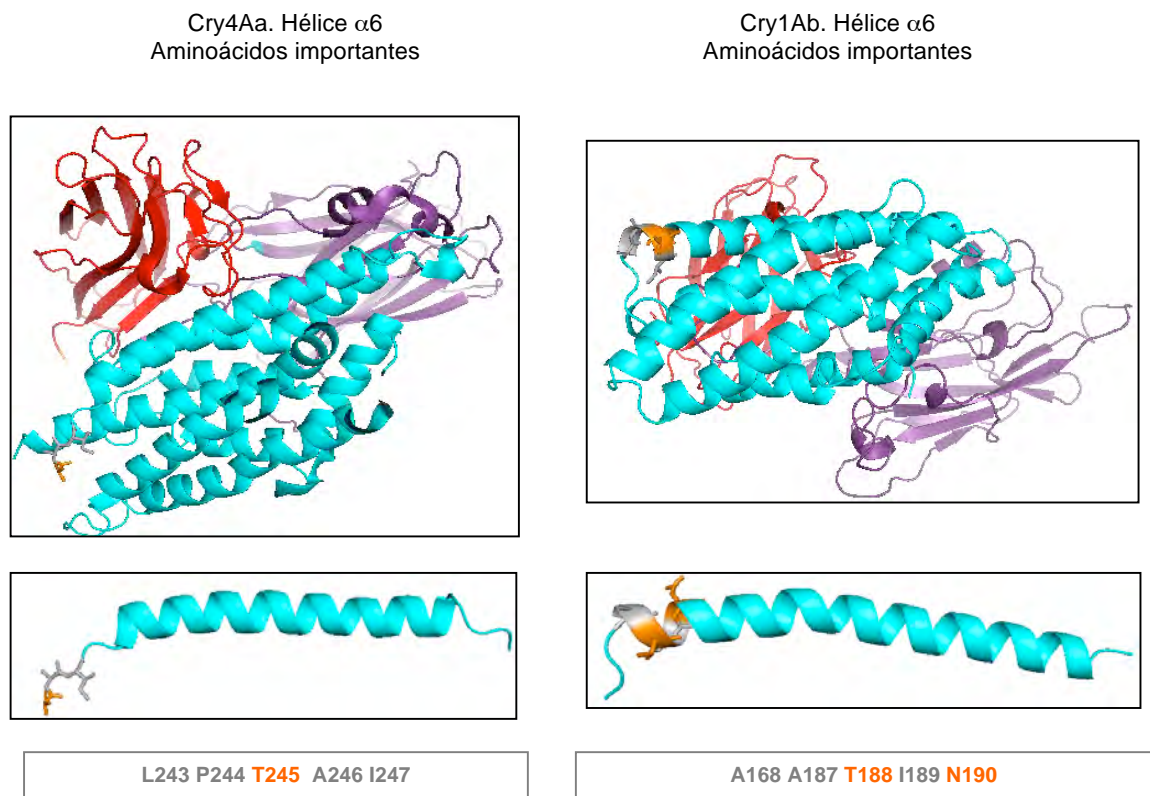 Cry4Aa. Hélice α6
Aminoácidos importantes
Cry1Ab. Hélice α6
Aminoácidos importantes
L243 P244 T245 A246 I247
A168 A187 T188 I189 N190